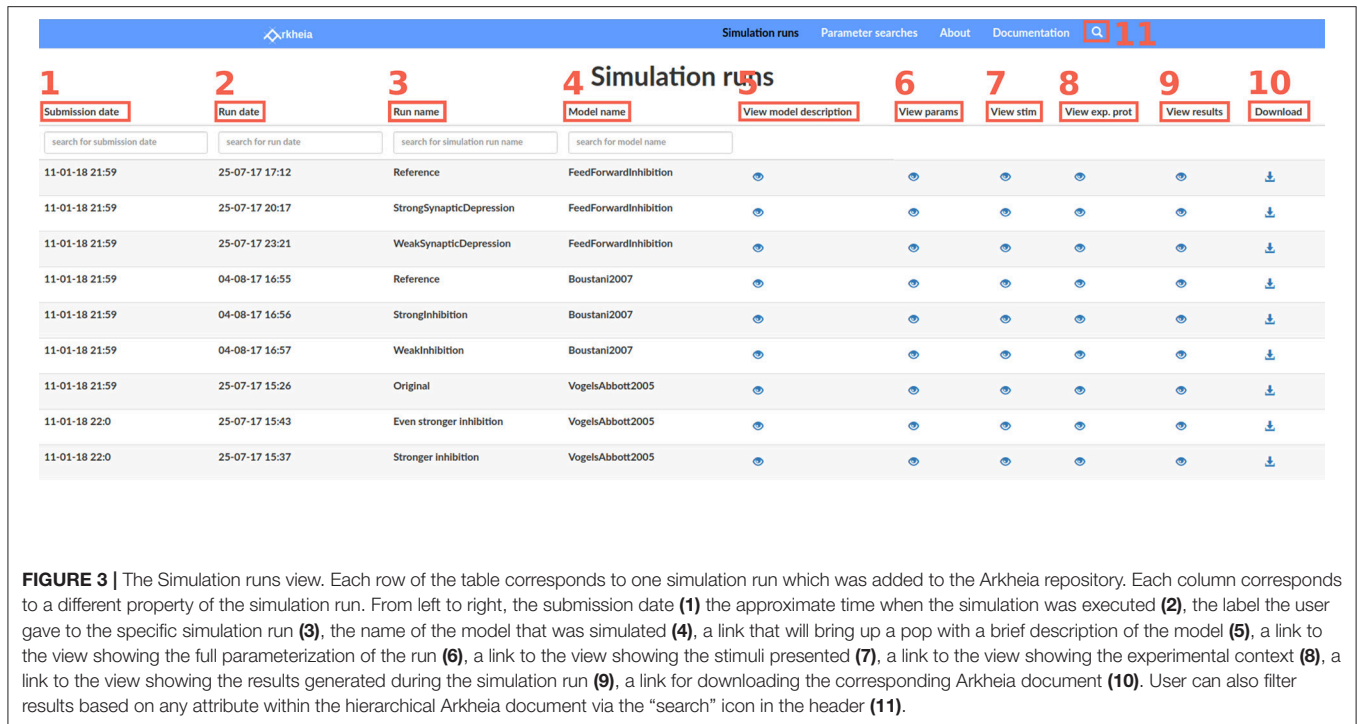 Arkheia Simulation runs Parameter searches About Documentation 11
Simulation runs
1 2 3 4 5 6 7 8 9 10
Submission date Run date Run name Model name View model description View params View stim View exp. prot View results Download
search for submission date search for run date search for simulation run name search for model name
11-01-18 21:59 25-07-17 17:12 Reference FeedForwardInhibition
11-01-18 21:59 25-07-17 20:17 StrongSynapticDepression FeedForwardInhibition
11-01-18 21:59 25-07-17 23:21 WeakSynapticDepression FeedForwardInhibition
11-01-18 21:59 04-08-17 16:55 Reference Boustani2007
11-01-18 21:59 04-08-17 16:56 StrongInhibition Boustani2007
11-01-18 21:59 04-08-17 16:57 WeakInhibition Boustani2007
11-01-18 21:59 25-07-17 15:26 Original VogelsAbbott2005
11-01-18 22:0 25-07-17 15:43 Even stronger inhibition VogelsAbbott2005
11-01-18 22:0 25-07-17 15:37 Stronger inhibition VogelsAbbott2005
FIGURE 3 | The Simulation runs view. Each row of the table corresponds to one simulation run which was added to the Arkheia repository. Each column corresponds
to a different property of the simulation run. From left to right, the submission date (1) the approximate time when the simulation was executed (2), the label the user
gave to the specific simulation run (3), the name of the model that was simulated (4), a link that will bring up a pop with a brief description of the model (5), a link to
the view showing the full parameterization of the run (6), a link to the view showing the stimuli presented (7), a link to the view showing the experimental context (8), a
link to the view showing the results generated during the simulation run (9), a link for downloading the corresponding Arkheia document (10). User can also filter
results based on any attribute within the hierarchical Arkheia document via the “search” icon in the header (11).